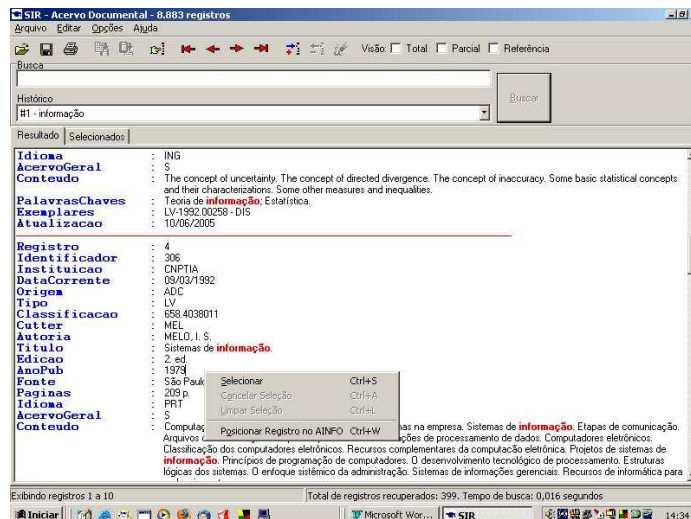 SIR - Acervo Documental - 8.883 registros
Arquivo Editar Opções Ajuda
Visão: Total Parcial Referência
Busca
Histórico
#1 - informação
Buscar
Resultado Selecionados
Idioma : ING
AcervoGeral : S
Conteudo : The concept of uncertainty. The concept of directed divergence. The concept of inaccuracy. Some basic statistical concepts
and their characterizations. Some other measures and inequalities.
PalavrasChaves : Teoria de informação; Estatística.
Exemplares : LV-1992.00258 - DIS
Atualizacao : 10/06/2005
Registro : 4
Identificador : 306
Instituicao : CNPTIA
DataCorrente : 09/03/1992
Origem : ADC
Tipo : LV
Classificacao : 658.4038011
Cutter : MEL
Autoria : MELO, I. S.
Titulo : Sistemas de informação.
Edicao : 2. ed.
AnoPub : 1979
Fonte : São Paul
Paginas : 209 p.
Idioma : PRT
AcervoGeral : S
Selecionar Ctrl+S
Cancelar Seleção Ctrl+A
Limpar Seleção Ctrl+L
Posicionar Registro no AINFO Ctrl+W
Conteudo : Computaç as na empresa. Sistemas de informação. Etapas de comunicação.
Arquivos ções de processamento de dados. Computadores eletrônicos.
Classificação dos computadores eletrônicos. Recursos complementares da computacão eletrônica. Projetos de sistemas de
informação. Princípios de programação de computadores. O desenvolvimento tecnológico de processamento. Estruturas
lógicas dos sistemas. O enfoque sistêmico da administração. Sistemas de informações gerenciais. Recursos de informática para
Exibindo registros 1 a 10 Total de registros recuperados: 399. Tempo de busca: 0,016 segundos
Iniciar Microsoft Wor... SIR 14:34